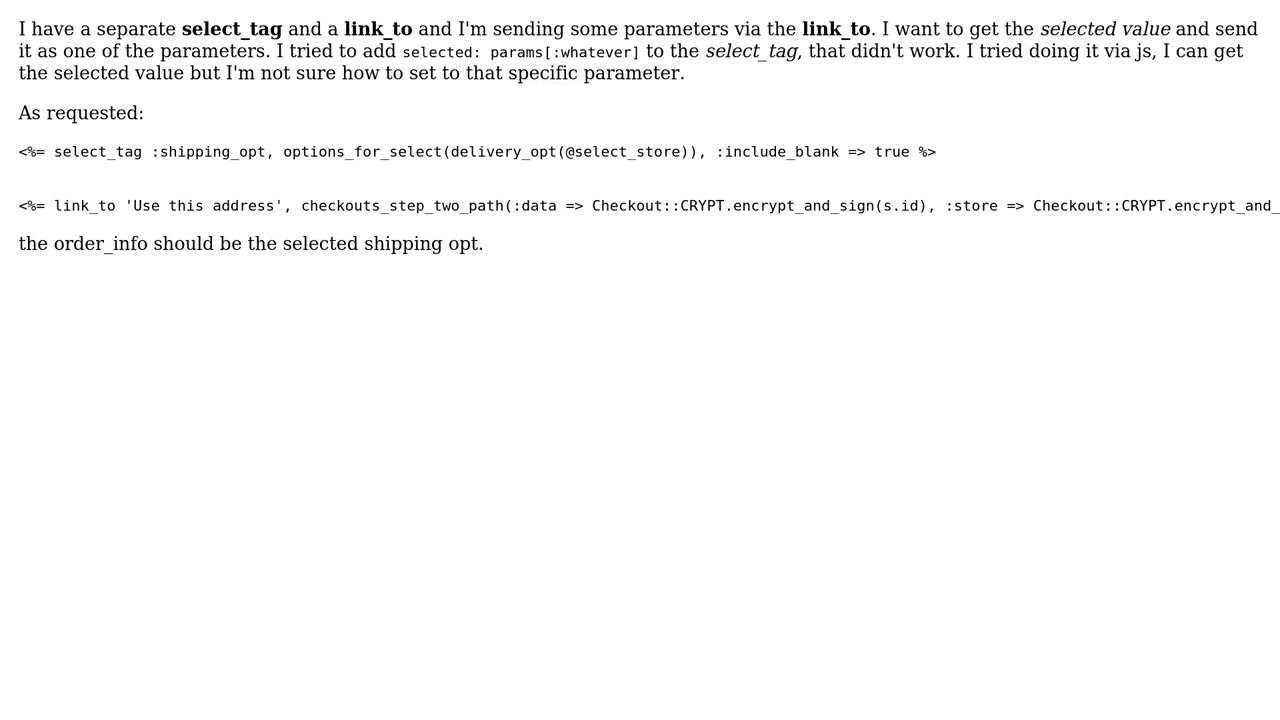 I have a separate select_tag and a link_to and I'm sending some parameters via the link_to. I want to get the selected value and send
it as one of the parameters. I tried to add selected: params[:whatever] to the select_tag, that didn't work. I tried doing it via js, I can get
the selected value but I'm not sure how to set to that specific parameter.
As requested:
<%= select_tag :shipping_opt, options_for_select(delivery_opt(@select_store)), :include_blank => true %>
<%= link_to 'Use this address', checkouts_step_two_path(:data => Checkout::CRYPT.encrypt_and_sign(s.id), :store => Checkout::CRYPT.encrypt_and_
the order_info should be the selected shipping opt.